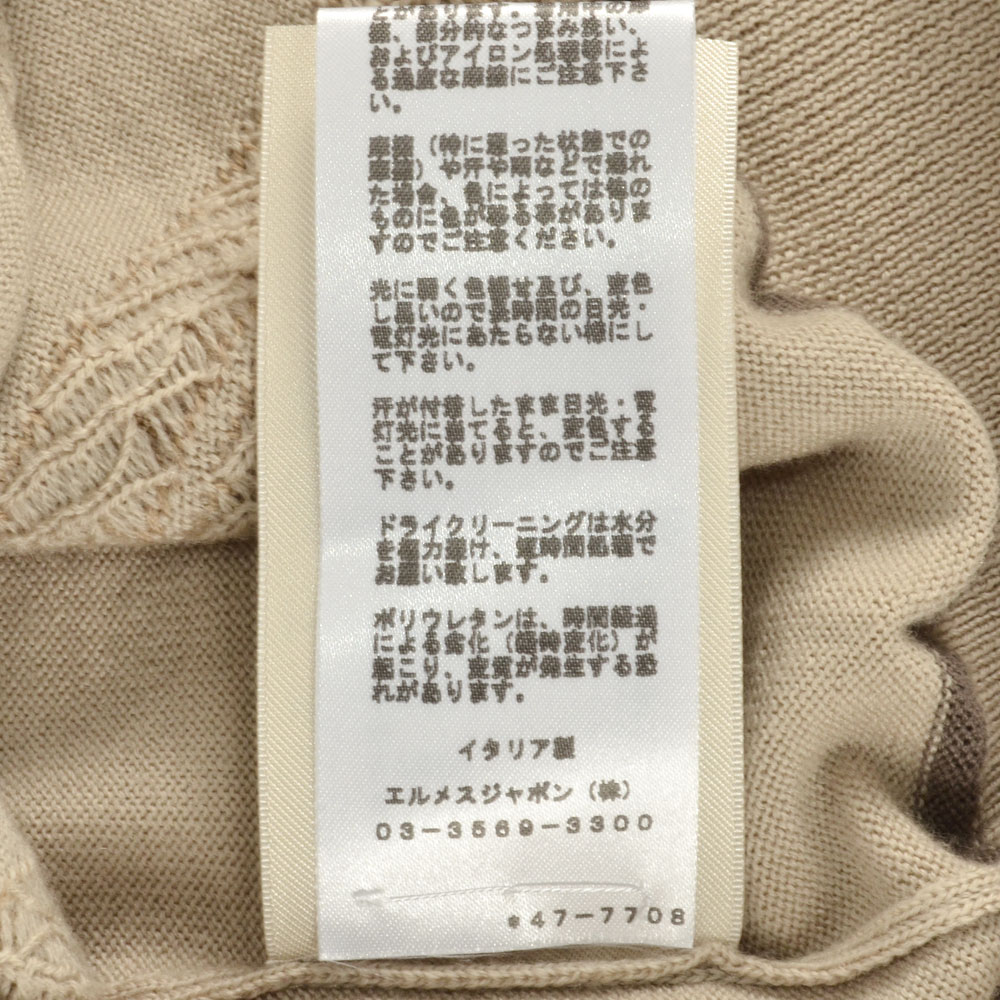 とがあります。着用中の摩
擦、部分的なつまみ洗い、
およびアイロン処理等によ
る過度な摩擦にご注意下さ
い。
摩擦（特に湿った状態での
摩擦）や汗や雨などで濡れ
た場合、色によっては他の
ものに色が移る事がありま
すのでご注意ください。
光に弱く色褪せ及び、変色
し易いので長時間の日光・
電灯光にあたらない様にし
て下さい。
汗が付着したまま日光・電
灯光に当てると、変色する
ことがありますのでご注意
下さい。
ドライクリーニングは水分
を極力避け、短時間処理で
お願い致します。
ポリウレタンは、時間経過
による劣化（経時変化）が
起こり、変質が発生する恐
れがあります。
イタリア製
エルメスジャポン（株）
03-3569-3300
*47-7708